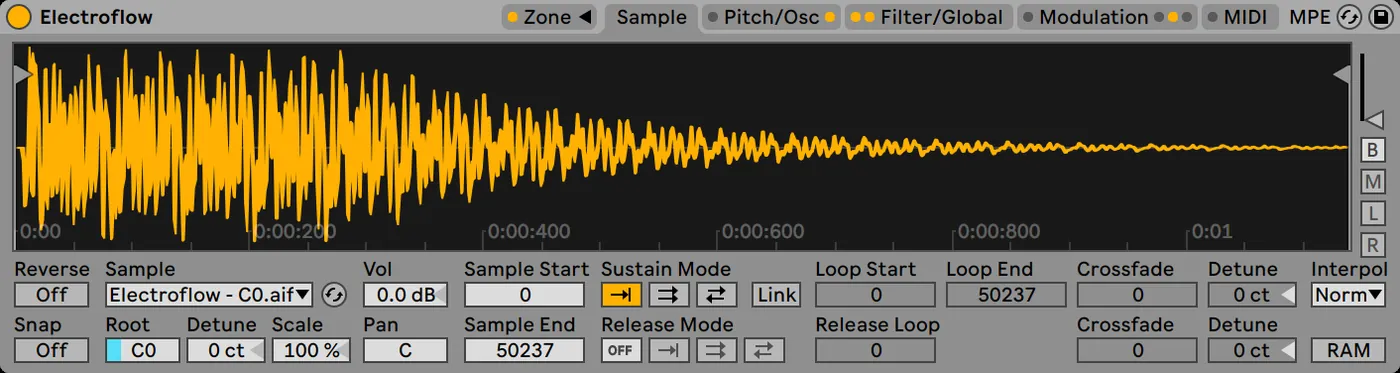 Electroflow Zone Sample Pitch/Osc Filter/Global Modulation MIDI MPE
B
M
L
R
0:00 0:00:200 0:00:400 0:00:600 0:00:800 0:01
Reverse Sample Vol Sample Start Sustain Mode Loop Start Loop End Crossfade Detune Interpol
Off Electroflow - C0.aif 0.0 dB 0 Link 0 50237 0 0 ct Norm
Snap Root Detune Scale Pan Sample End Release Mode Release Loop Crossfade Detune
Off C0 0 ct 100 % C 50237 OFF 0 0 0 ct RAM